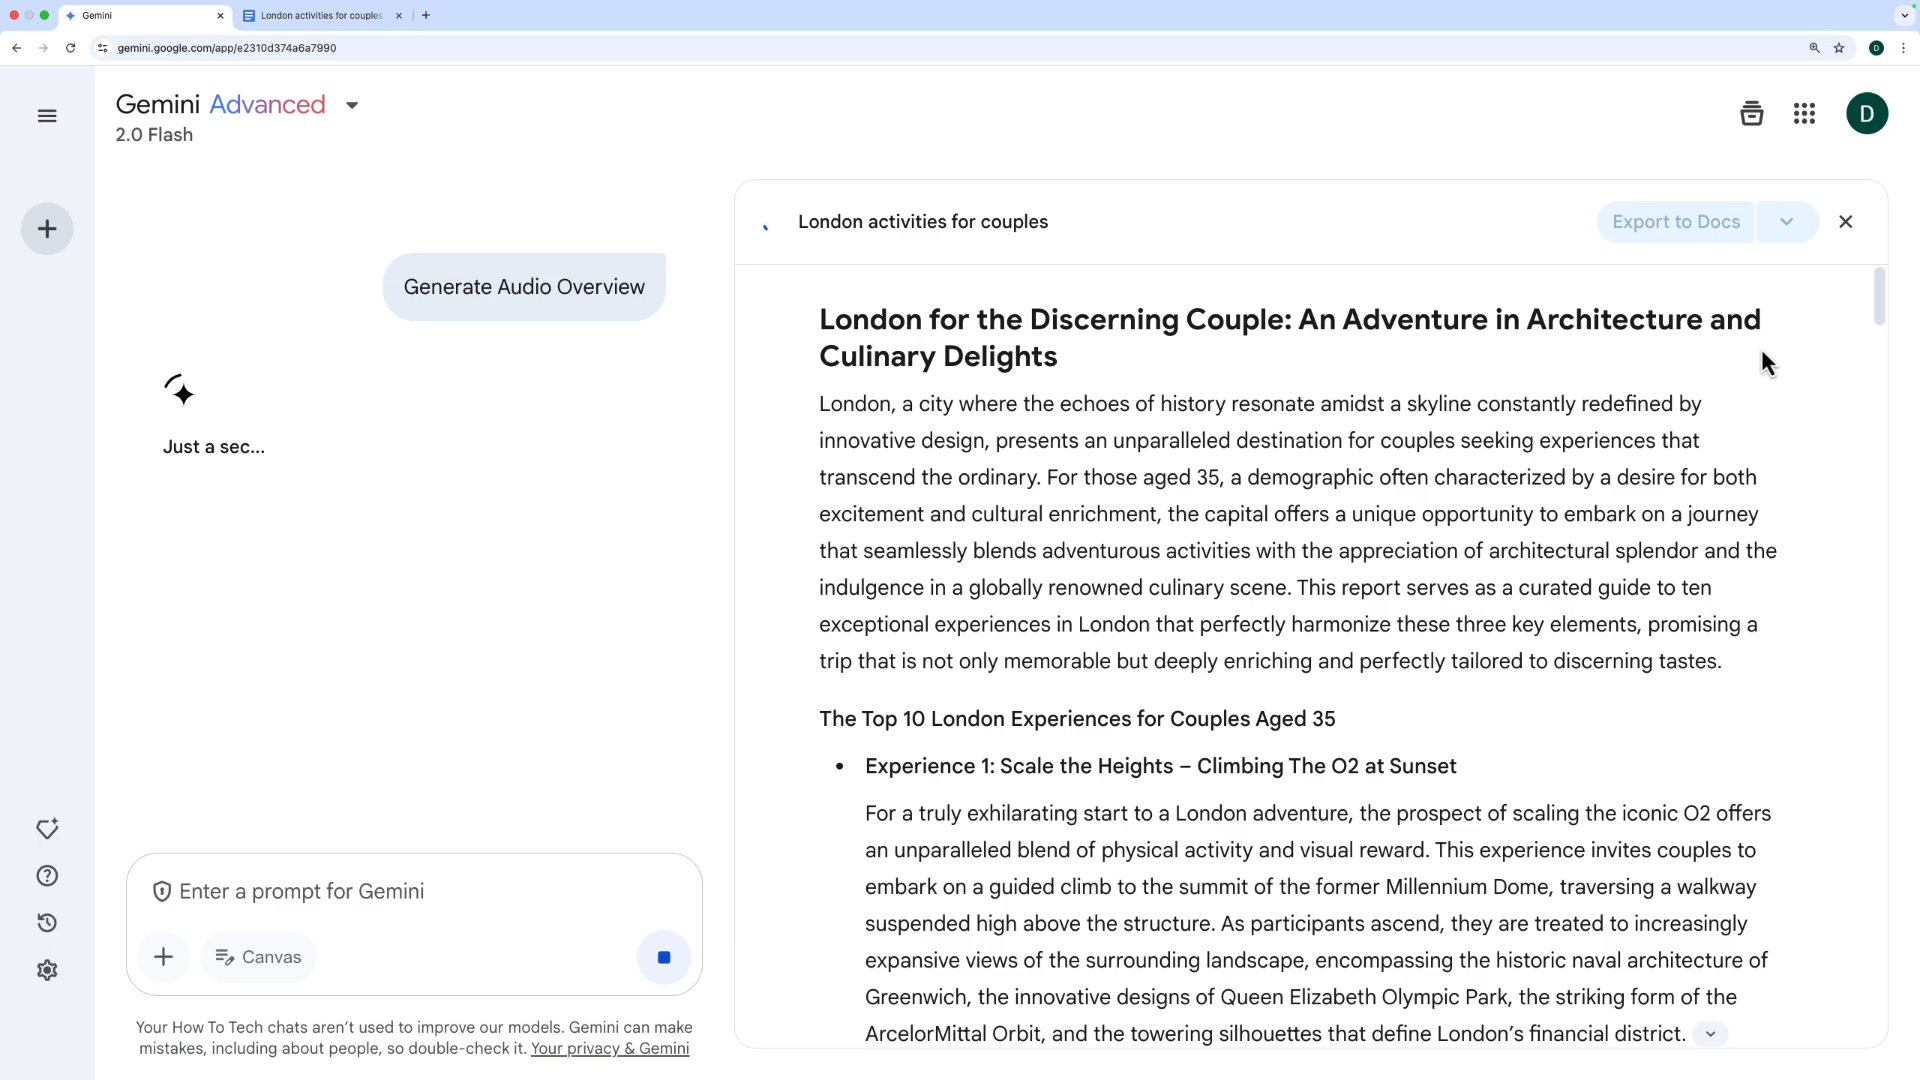 Gemini
London activities for couples
gemini.google.com/app/e2310d374a6a7990
D
Gemini Advanced
2.0 Flash
D
Generate Audio Overview
Just a sec...
Enter a prompt for Gemini
Canvas
Your How To Tech chats aren't used to improve our models. Gemini can make
mistakes, including about people, so double-check it. Your privacy & Gemini
London activities for couples
Export to Docs
London for the Discerning Couple: An Adventure in Architecture and
Culinary Delights
London, a city where the echoes of history resonate amidst a skyline constantly redefined by
innovative design, presents an unparalleled destination for couples seeking experiences that
transcend the ordinary. For those aged 35, a demographic often characterized by a desire for both
excitement and cultural enrichment, the capital offers a unique opportunity to embark on a journey
that seamlessly blends adventurous activities with the appreciation of architectural splendor and the
indulgence in a globally renowned culinary scene. This report serves as a curated guide to ten
exceptional experiences in London that perfectly harmonize these three key elements, promising a
trip that is not only memorable but deeply enriching and perfectly tailored to discerning tastes.
The Top 10 London Experiences for Couples Aged 35
• Experience 1: Scale the Heights – Climbing The O2 at Sunset
For a truly exhilarating start to a London adventure, the prospect of scaling the iconic O2 offers
an unparalleled blend of physical activity and visual reward. This experience invites couples to
embark on a guided climb to the summit of the former Millennium Dome, traversing a walkway
suspended high above the structure. As participants ascend, they are treated to increasingly
expansive views of the surrounding landscape, encompassing the historic naval architecture of
Greenwich, the innovative designs of Queen Elizabeth Olympic Park, the striking form of the
ArcelorMittal Orbit, and the towering silhouettes that define London's financial district.